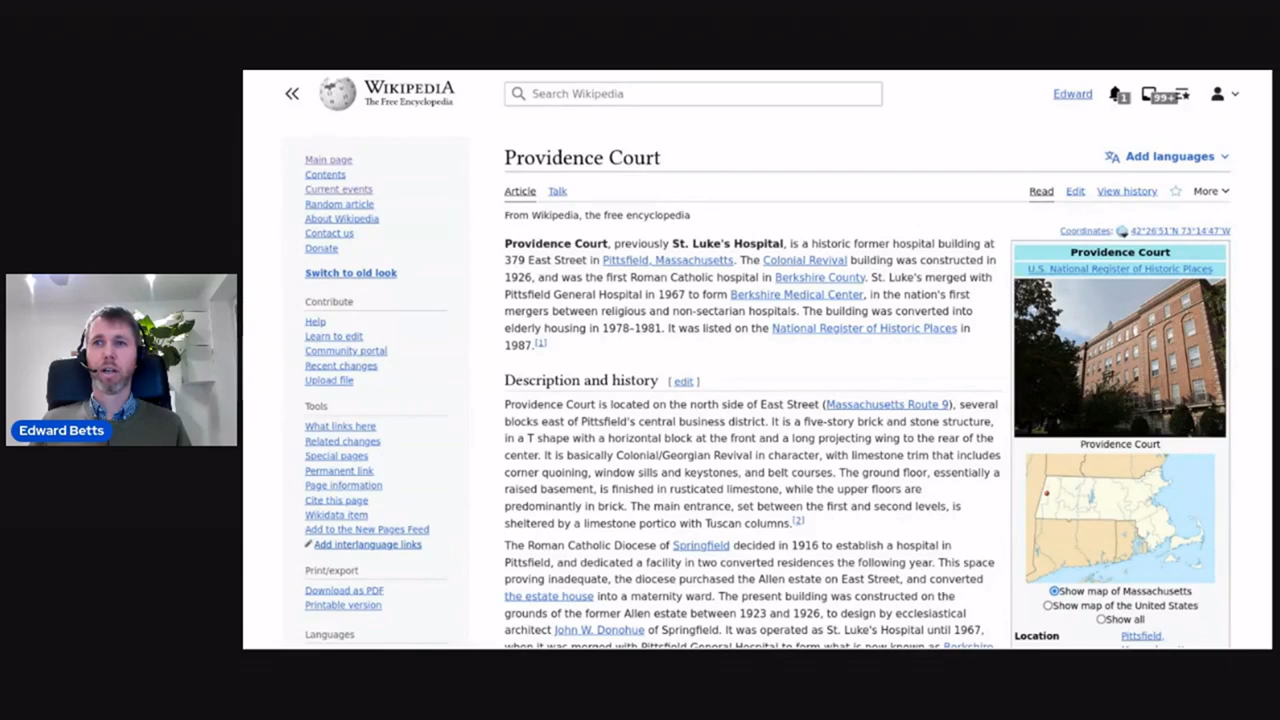 WIKIPEDIA
The Free Encyclopedia
Search Wikipedia
Edward
1
99+
Main page
Contents
Current events
Random article
About Wikipedia
Contact us
Donate
Switch to old look
Contribute
Help
Learn to edit
Community portal
Recent changes
Upload file
Tools
What links here
Related changes
Special pages
Permanent link
Page information
Cite this page
Wikidata item
Add to the New Pages Feed
Add interlanguage links
Print/export
Download as PDF
Printable version
Languages
Providence Court
Add languages
Article Talk
Read Edit View history More
From Wikipedia, the free encyclopedia
Coordinates: 42°26′51″N 73°14′47″W
Providence Court, previously St. Luke's Hospital, is a historic former hospital building at
379 East Street in Pittsfield, Massachusetts. The Colonial Revival building was constructed in
1926, and was the first Roman Catholic hospital in Berkshire County. St. Luke's merged with
Pittsfield General Hospital in 1967 to form Berkshire Medical Center, in the nation's first
mergers between religious and non-sectarian hospitals. The building was converted into
elderly housing in 1978–1981. It was listed on the National Register of Historic Places in
1987.[1]
Description and history [ edit ]
Providence Court is located on the north side of East Street (Massachusetts Route 9), several
blocks east of Pittsfield's central business district. It is a five-story brick and stone structure,
in a T shape with a horizontal block at the front and a long projecting wing to the rear of the
center. It is basically Colonial/Georgian Revival in character, with limestone trim that includes
corner quoining, window sills and keystones, and belt courses. The ground floor, essentially a
raised basement, is finished in rusticated limestone, while the upper floors are
predominantly in brick. The main entrance, set between the first and second levels, is
sheltered by a limestone portico with Tuscan columns.[2]
The Roman Catholic Diocese of Springfield decided in 1916 to establish a hospital in
Pittsfield, and dedicated a facility in two converted residences the following year. This space
proving inadequate, the diocese purchased the Allen estate on East Street, and converted
the estate house into a maternity ward. The present building was constructed on the
grounds of the former Allen estate between 1923 and 1926, to design by ecclesiastical
architect John W. Donohue of Springfield. It was operated as St. Luke's Hospital until 1967,
when it was merged with Pittsfield General Hospital to form what is now known as Berkshire
Providence Court
U.S. National Register of Historic Places
Providence Court
Show map of Massachusetts
Show map of the United States
Show all
Location Pittsfield,
Edward Betts